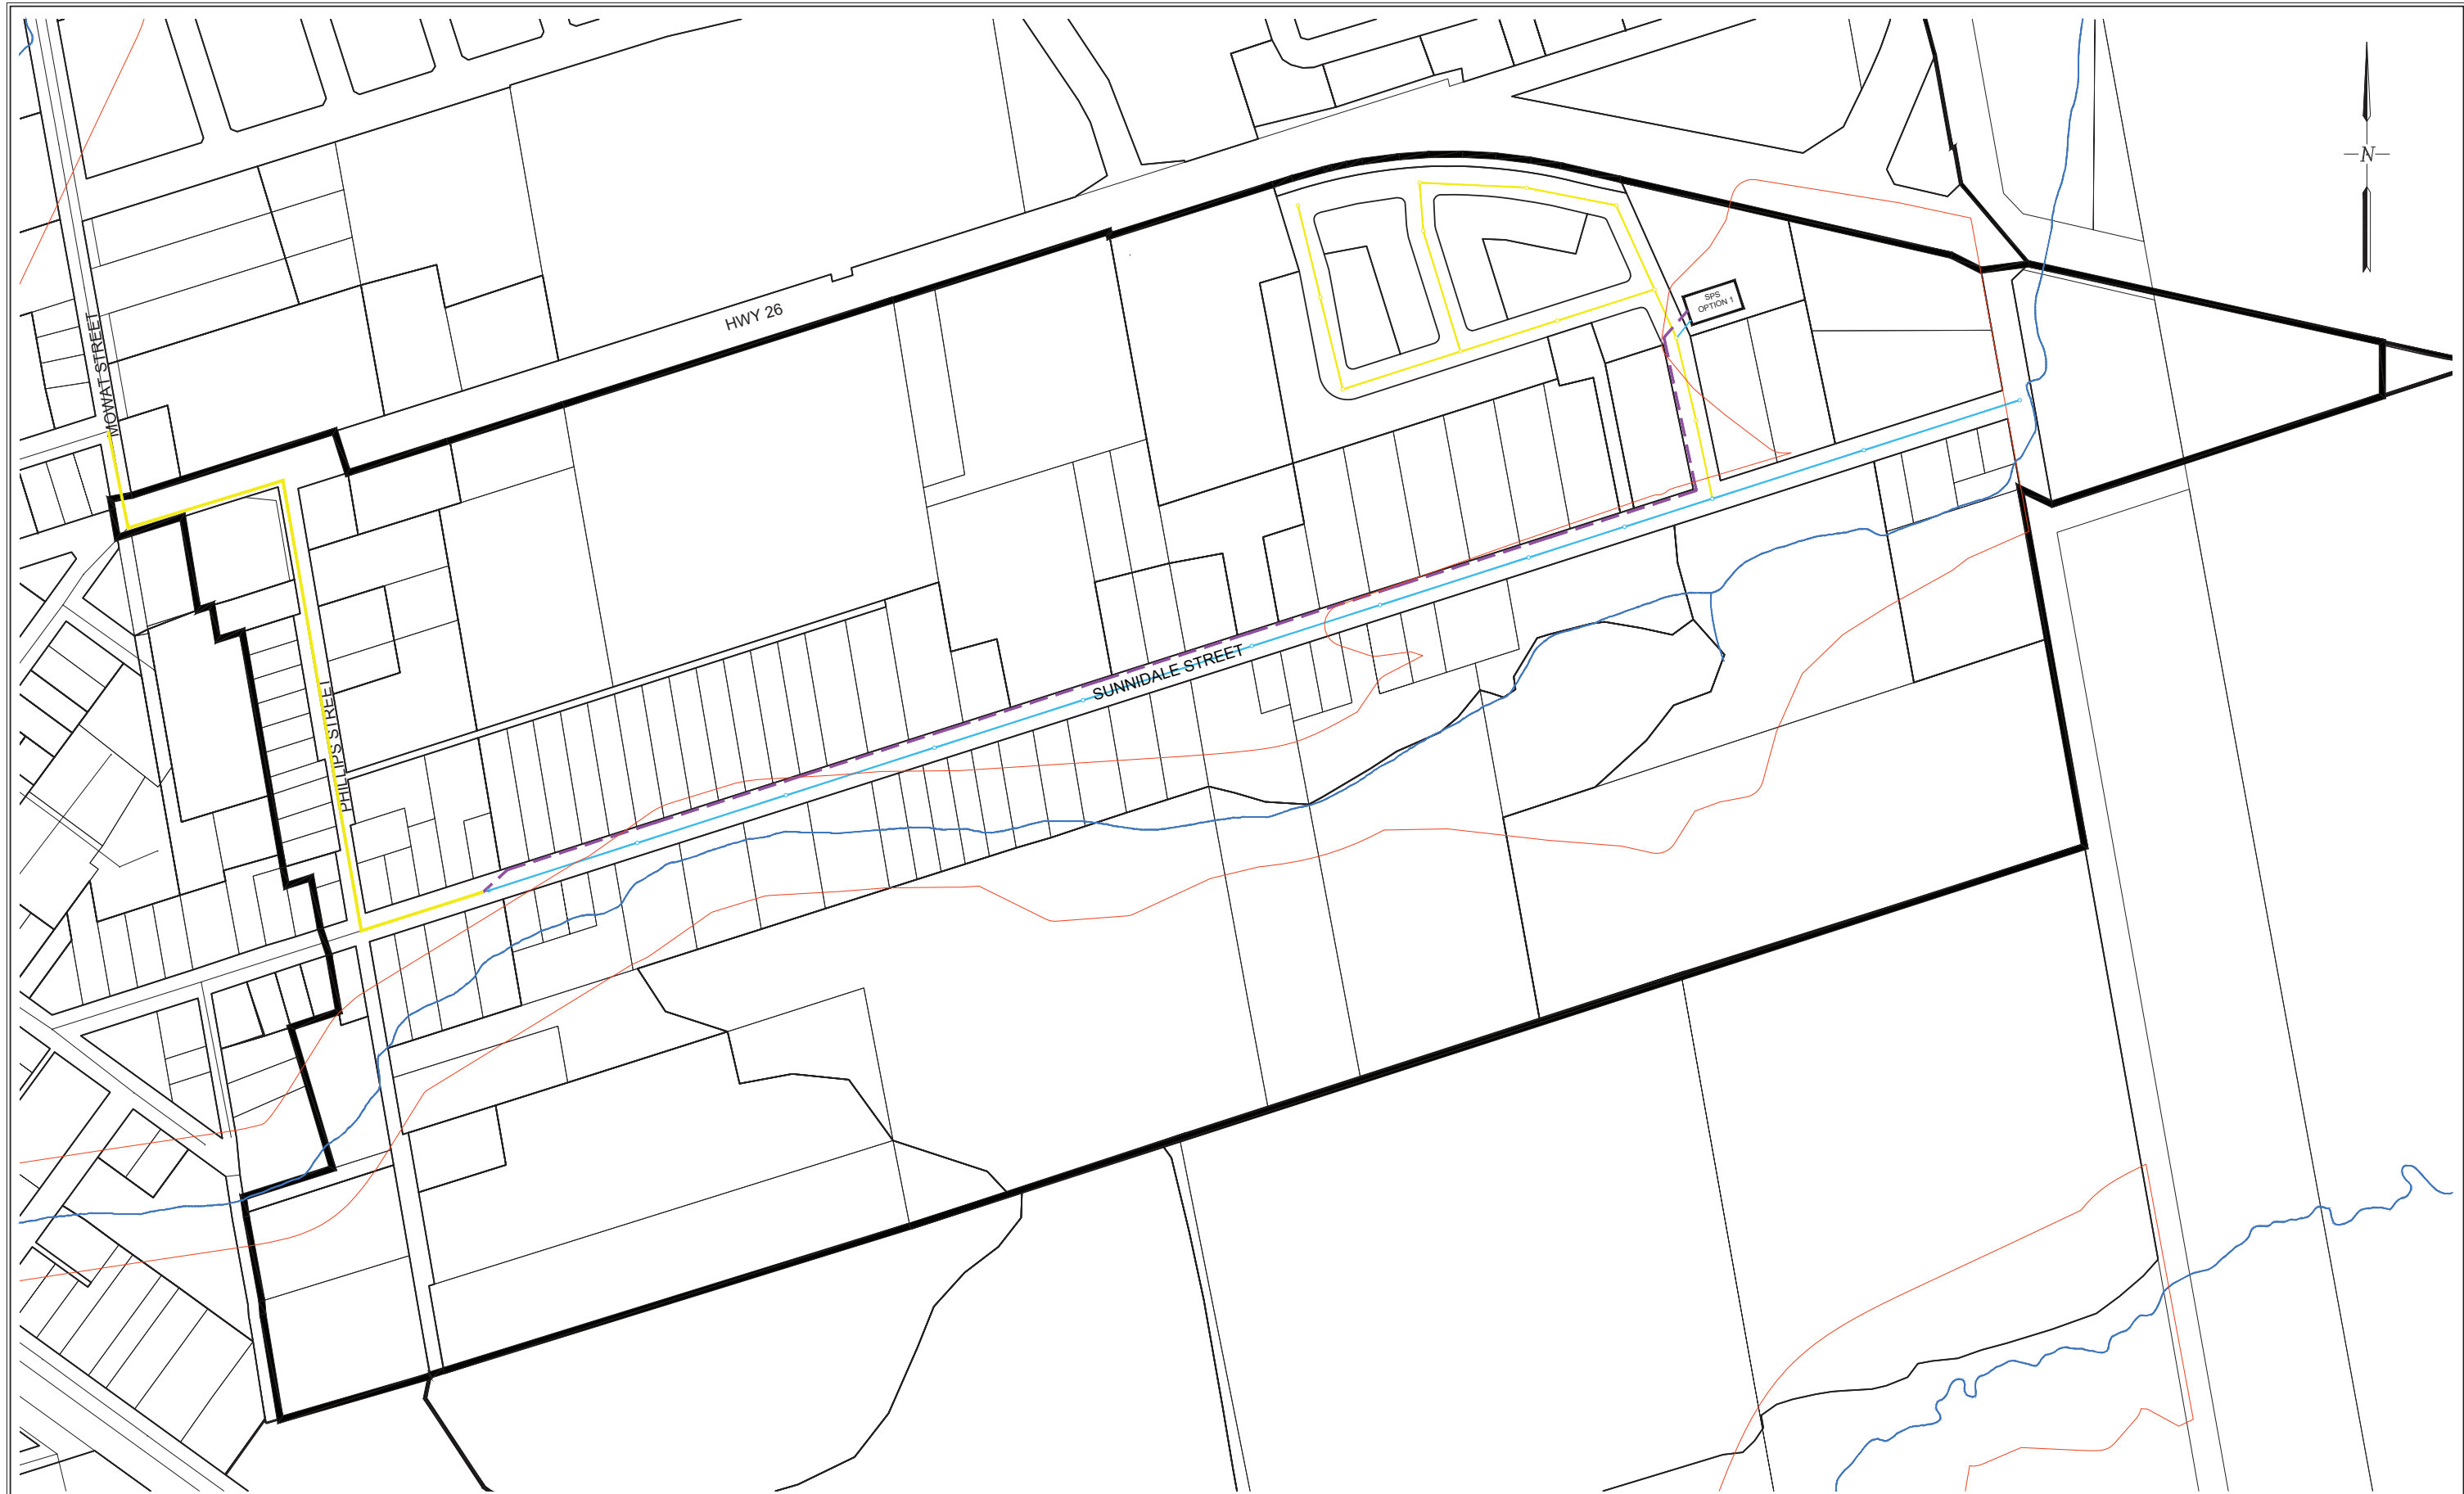 N
SPS
OPTION 1
HWY 26
MOWAT STREET
SUNNIDALE STREET
PHILLIPS STREET